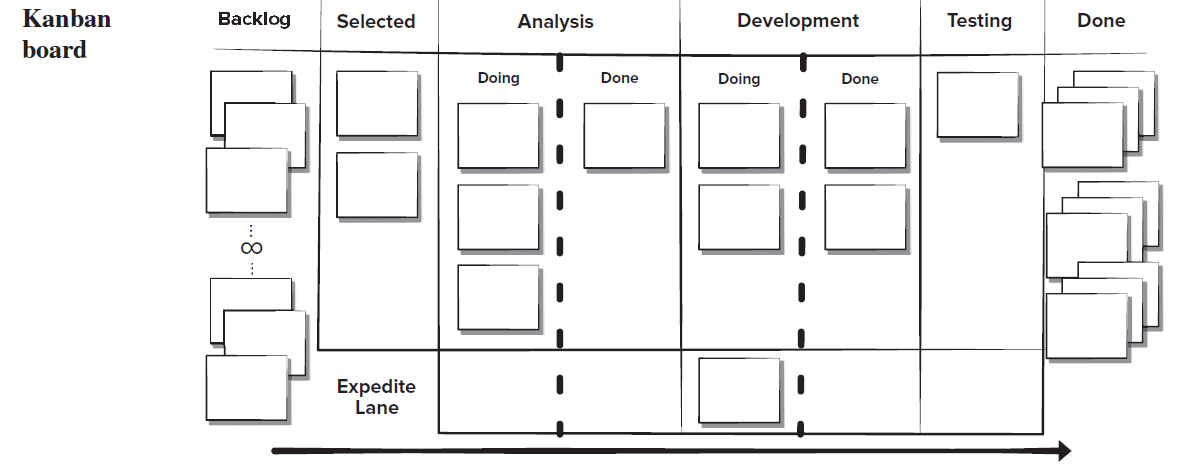 Kanban
board
Backlog
Selected
Analysis
Development
Testing
Done
Doing
Done
Doing
Done
∞
Expedite
Lane